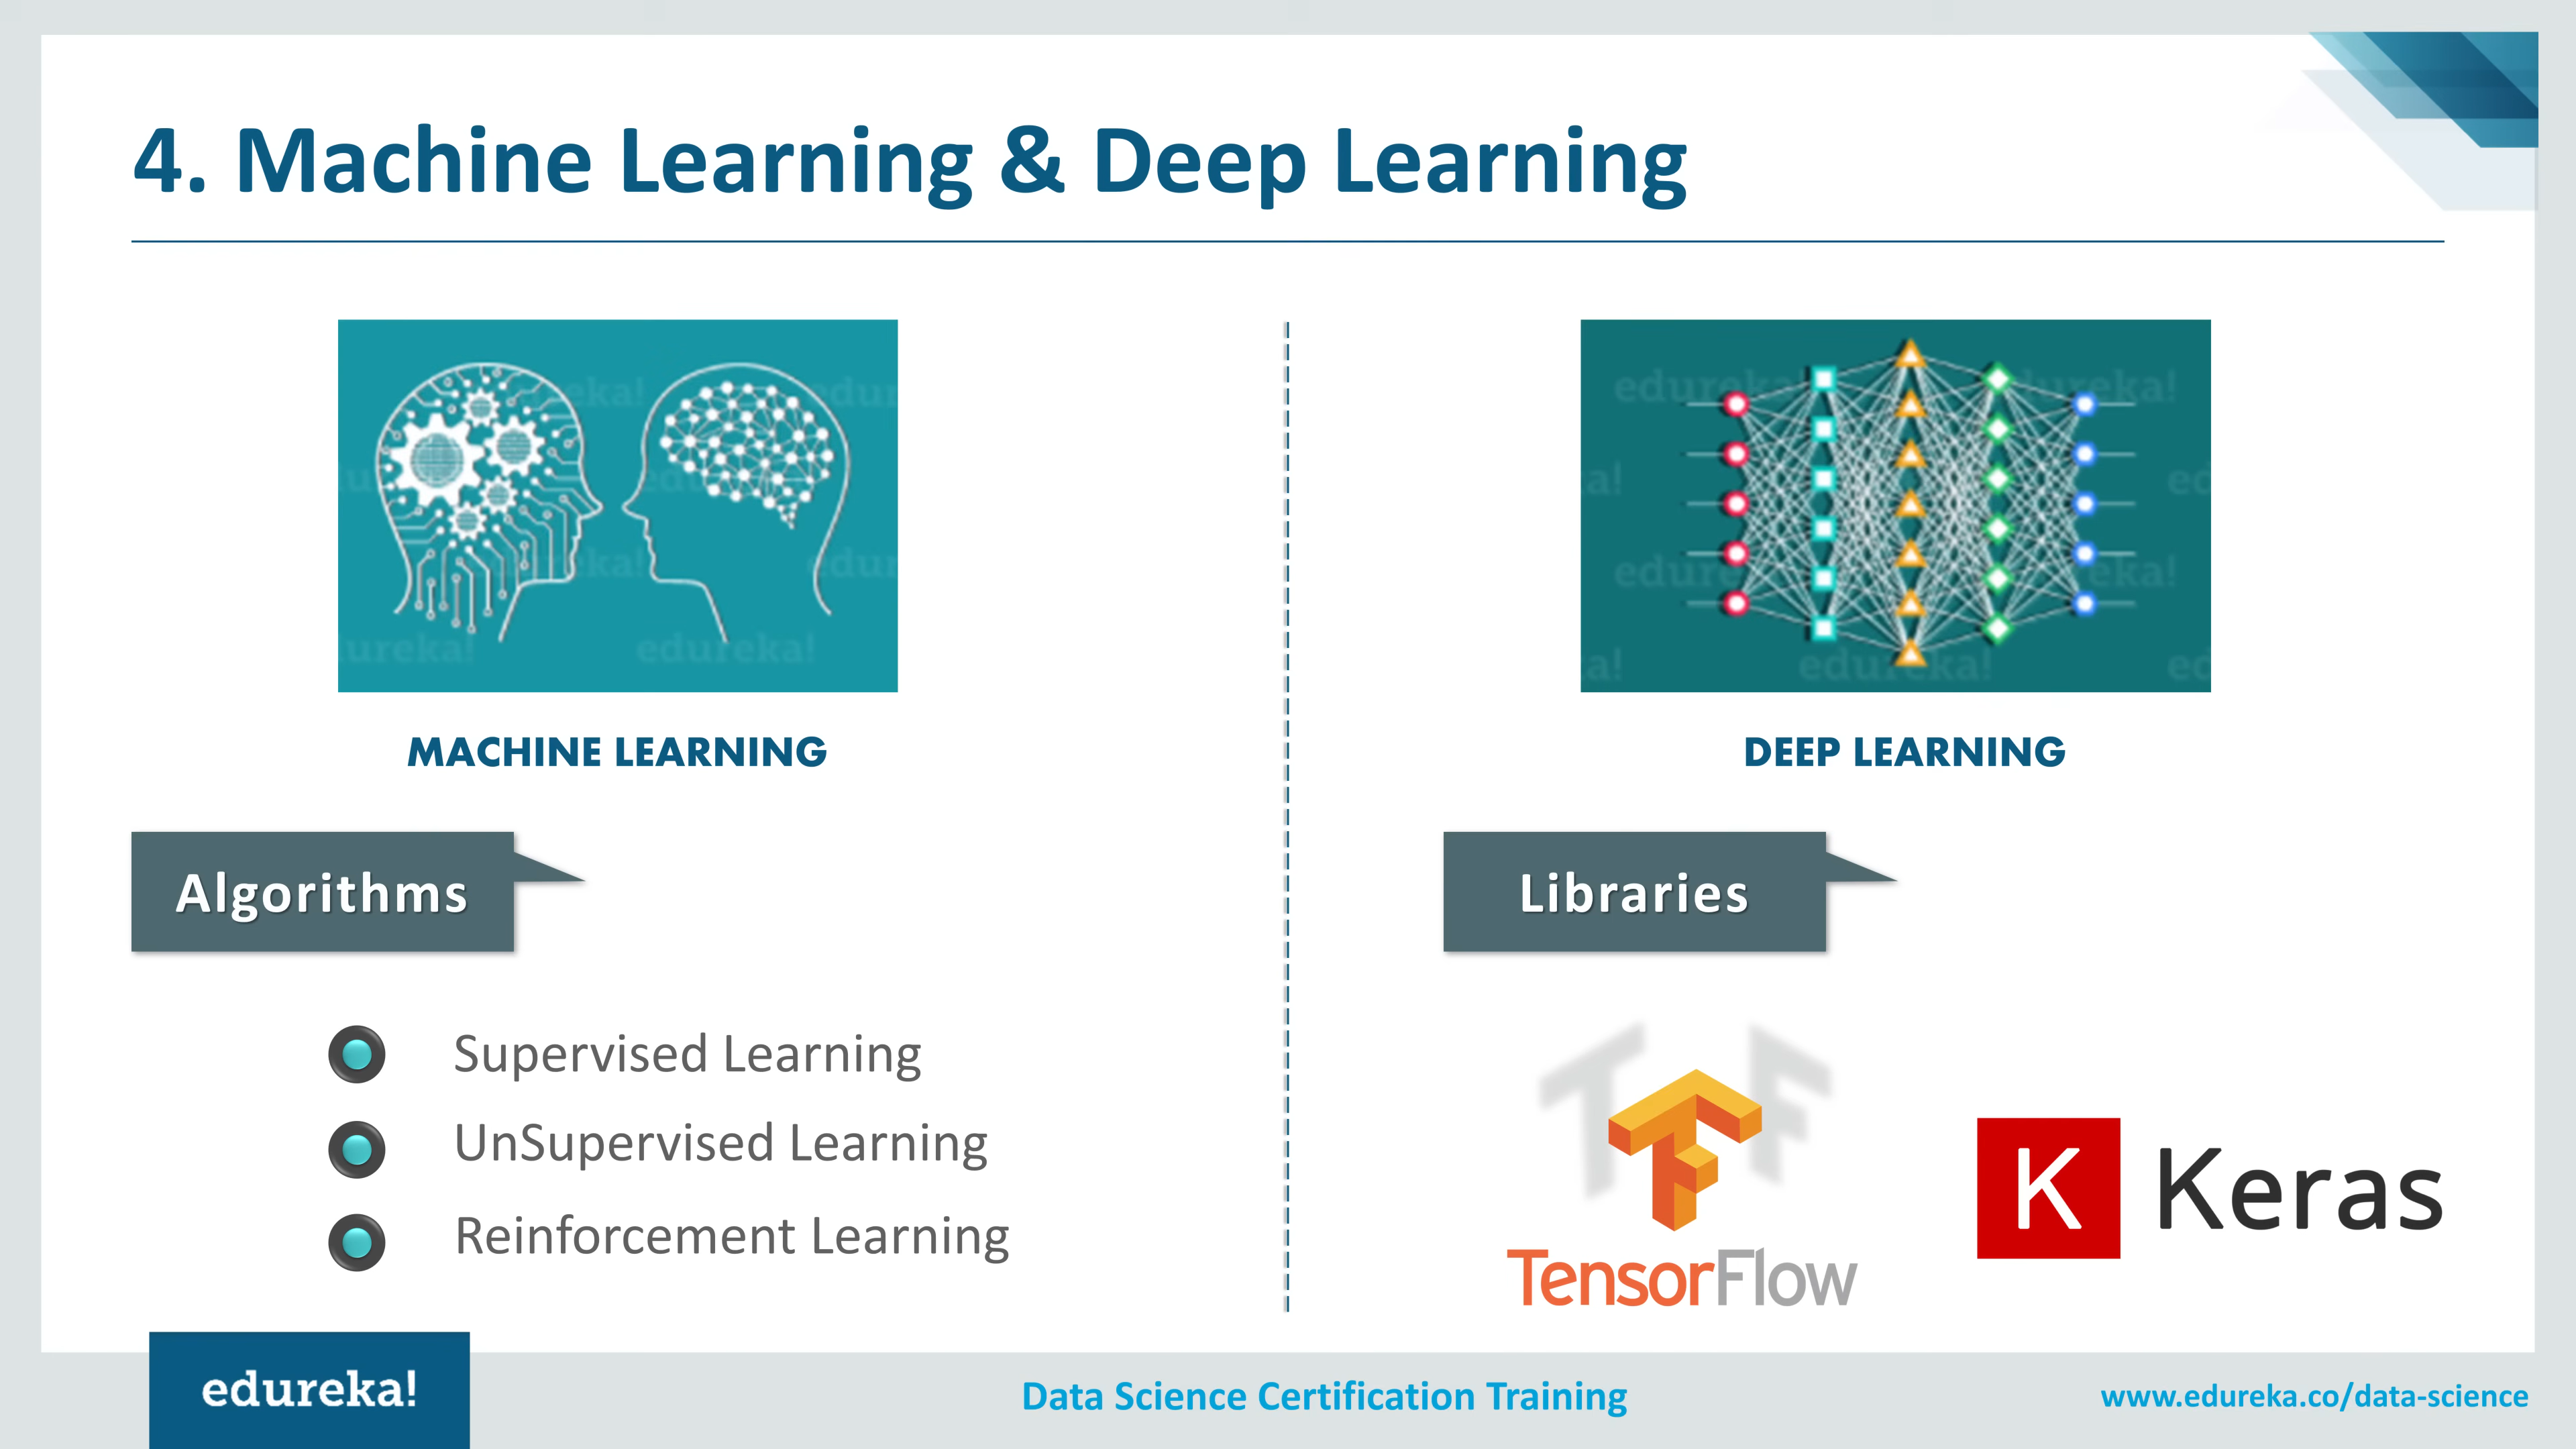 4. Machine Learning & Deep Learning
MACHINE LEARNING
Algorithms
Supervised Learning
UnSupervised Learning
Reinforcement Learning
DEEP LEARNING
Libraries
TensorFlow
K Keras
edureka!
Data Science Certification Training
www.edureka.co/data-science